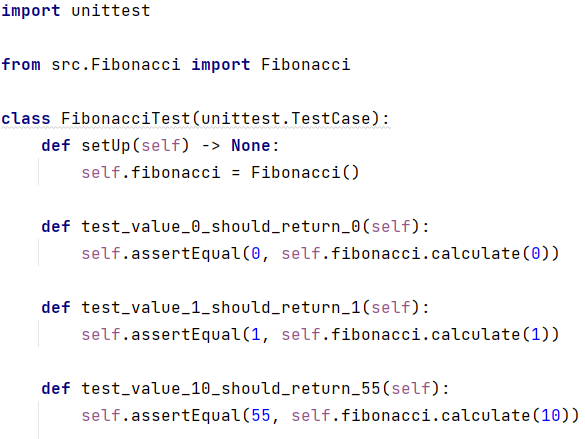 import unittest
from src.Fibonacci import Fibonacci
class FibonacciTest(unittest.TestCase):
    def setUp(self) -> None:
        self.fibonacci = Fibonacci()
    def test_value_0_should_return_0(self):
        self.assertEqual(0, self.fibonacci.calculate(0))
    def test_value_1_should_return_1(self):
        self.assertEqual(1, self.fibonacci.calculate(1))
    def test_value_10_should_return_55(self):
        self.assertEqual(55, self.fibonacci.calculate(10))